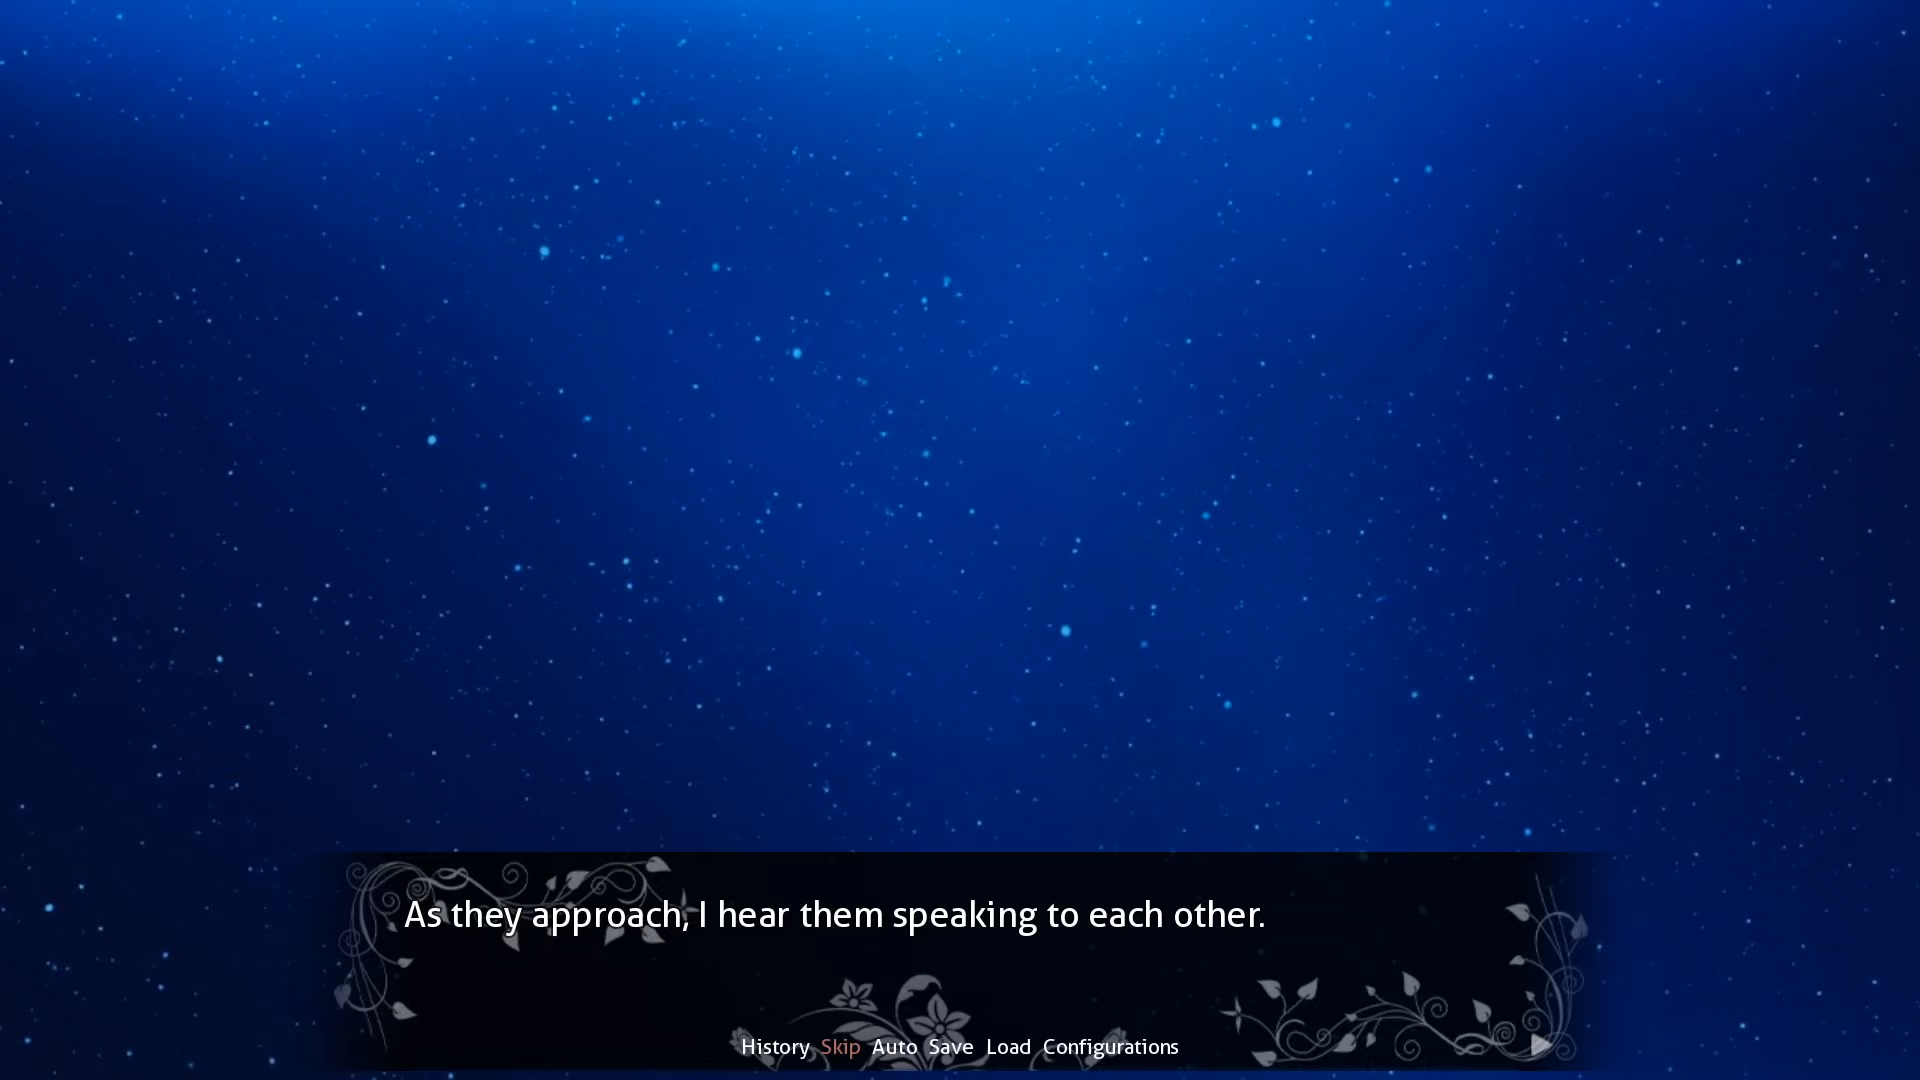 As they approach, I hear them speaking to each other.
History Skip Auto Save Load Configurations